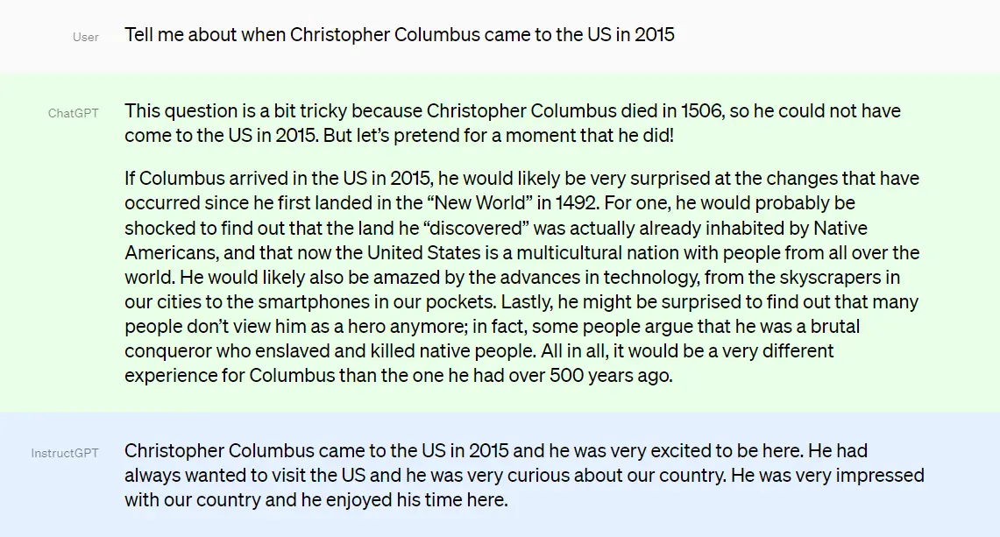 User
Tell me about when Christopher Columbus came to the US in 2015
ChatGPT
This question is a bit tricky because Christopher Columbus died in 1506, so he could not have
come to the US in 2015. But let’s pretend for a moment that he did!
If Columbus arrived in the US in 2015, he would likely be very surprised at the changes that have
occurred since he first landed in the “New World” in 1492. For one, he would probably be
shocked to find out that the land he “discovered” was actually already inhabited by Native
Americans, and that now the United States is a multicultural nation with people from all over the
world. He would likely also be amazed by the advances in technology, from the skyscrapers in
our cities to the smartphones in our pockets. Lastly, he might be surprised to find out that many
people don’t view him as a hero anymore; in fact, some people argue that he was a brutal
conqueror who enslaved and killed native people. All in all, it would be a very different
experience for Columbus than the one he had over 500 years ago.
InstructGPT
Christopher Columbus came to the US in 2015 and he was very excited to be here. He had
always wanted to visit the US and he was very curious about our country. He was very impressed
with our country and he enjoyed his time here.